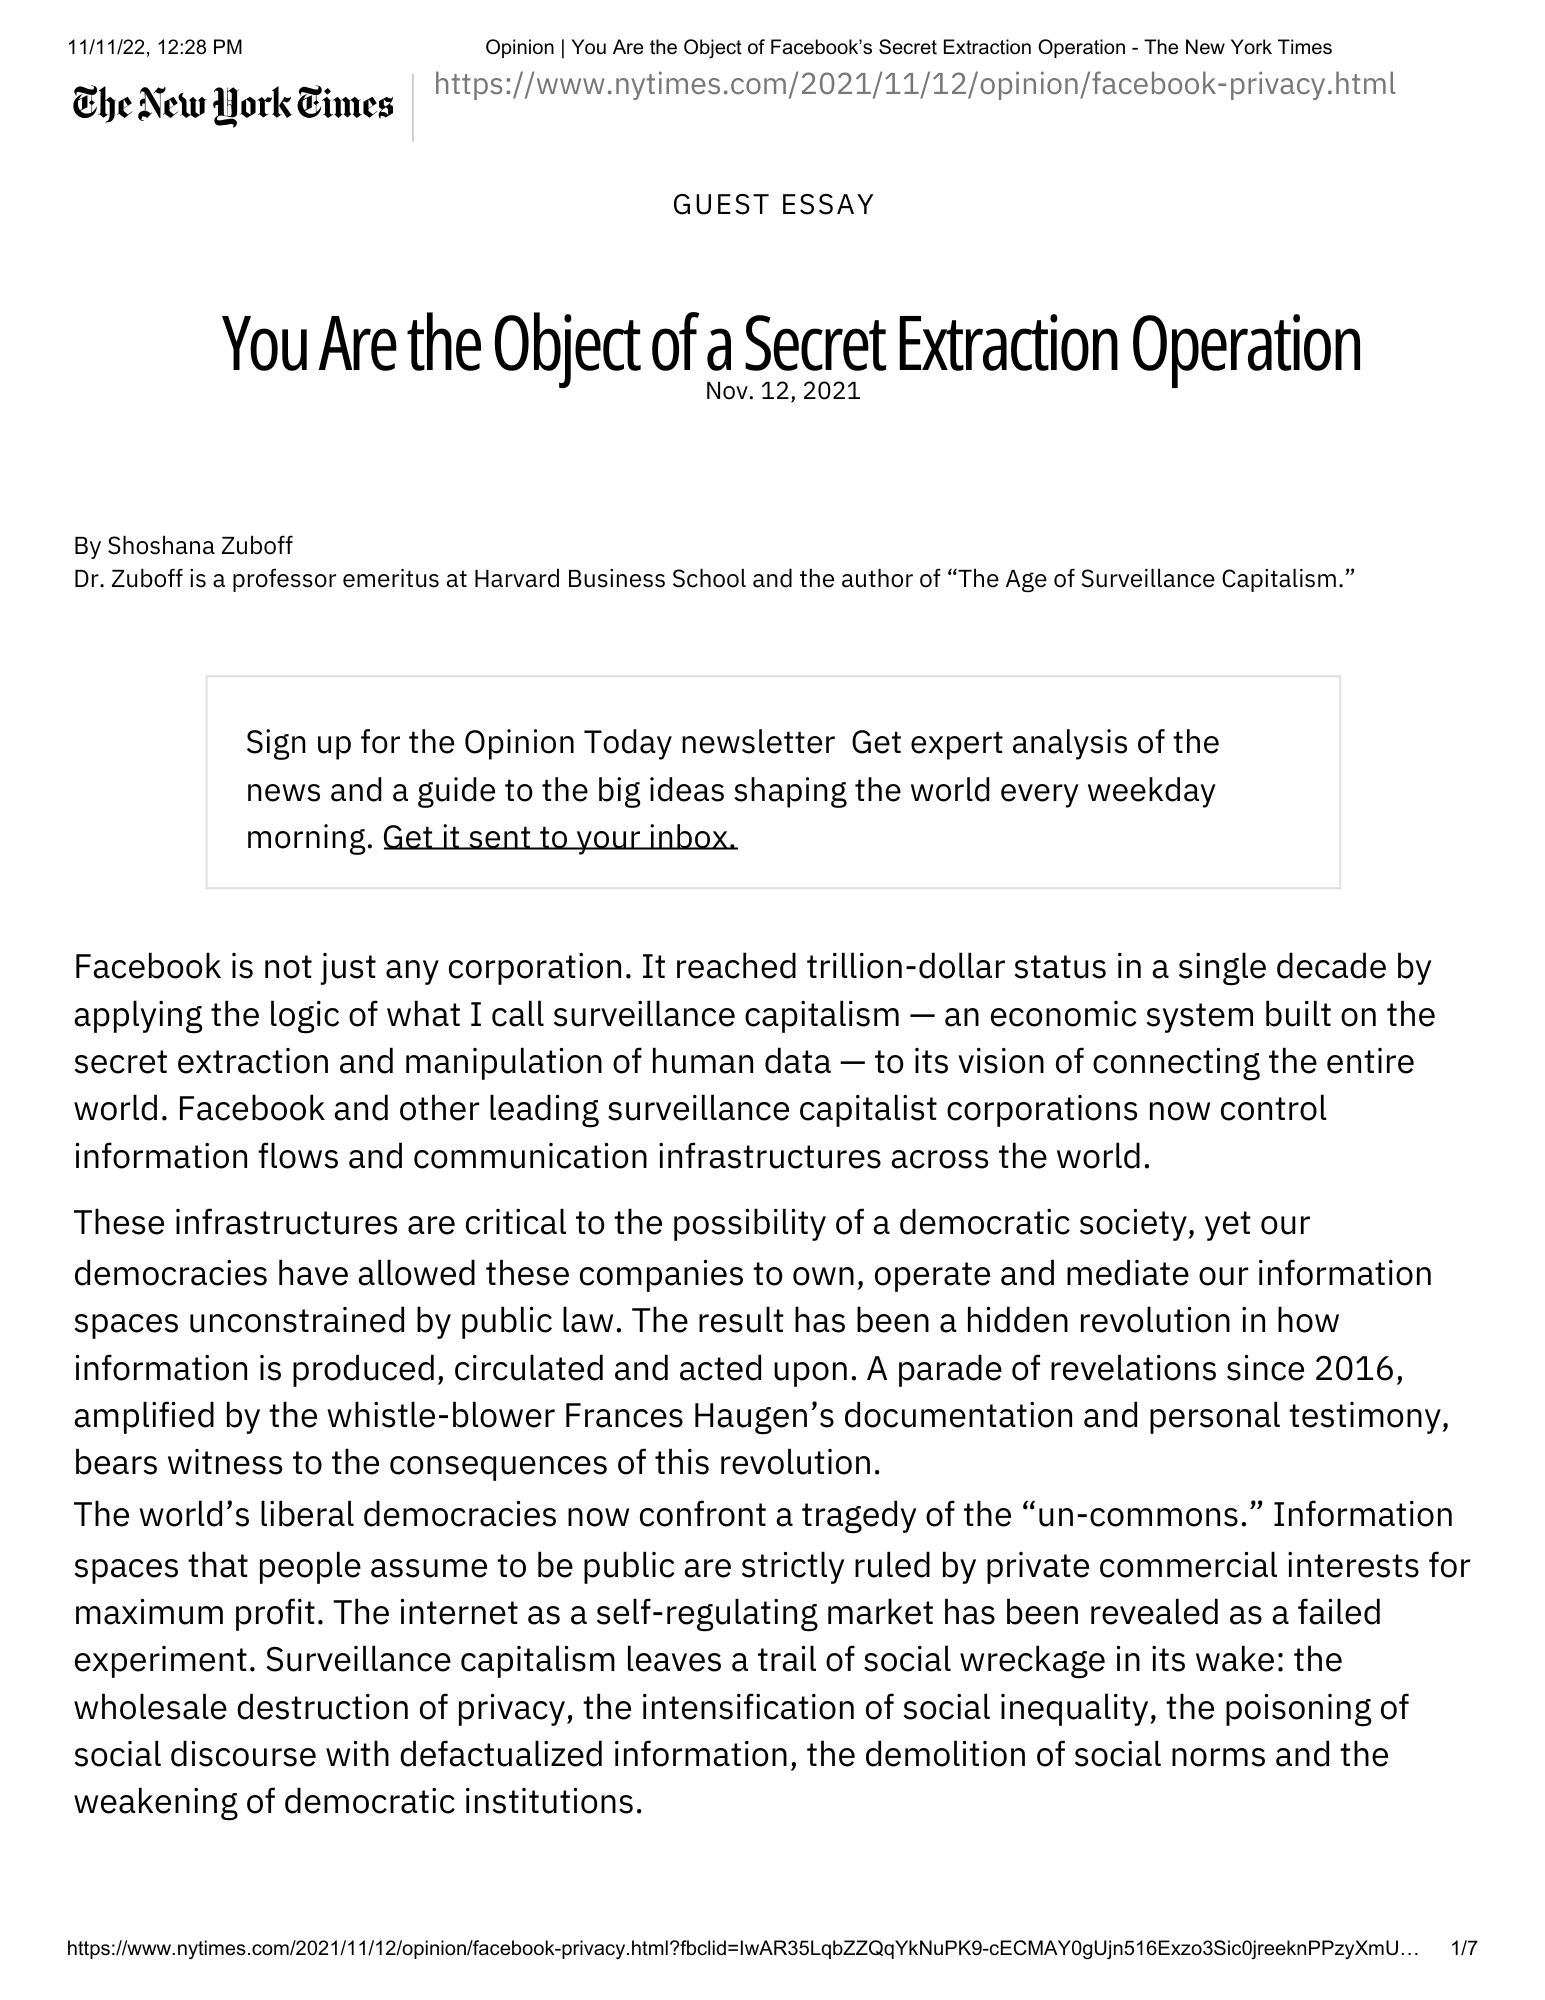 11/11/22, 12:28 PM Opinion | You Are the Object of Facebook’s Secret Extraction Operation - The New York Times
The New York Times https://www.nytimes.com/2021/11/12/opinion/facebook-privacy.html
GUEST ESSAY
You Are the Object of a Secret Extraction Operation
Nov. 12, 2021
By Shoshana Zuboff
Dr. Zuboff is a professor emeritus at Harvard Business School and the author of “The Age of Surveillance Capitalism.”
Sign up for the Opinion Today newsletter  Get expert analysis of the
news and a guide to the big ideas shaping the world every weekday
morning. Get it sent to your inbox.
Facebook is not just any corporation. It reached trillion-dollar status in a single decade by
applying the logic of what I call surveillance capitalism — an economic system built on the
secret extraction and manipulation of human data — to its vision of connecting the entire
world. Facebook and other leading surveillance capitalist corporations now control
information flows and communication infrastructures across the world.
These infrastructures are critical to the possibility of a democratic society, yet our
democracies have allowed these companies to own, operate and mediate our information
spaces unconstrained by public law. The result has been a hidden revolution in how
information is produced, circulated and acted upon. A parade of revelations since 2016,
amplified by the whistle-blower Frances Haugen’s documentation and personal testimony,
bears witness to the consequences of this revolution.
The world’s liberal democracies now confront a tragedy of the “un-commons.” Information
spaces that people assume to be public are strictly ruled by private commercial interests for
maximum profit. The internet as a self-regulating market has been revealed as a failed
experiment. Surveillance capitalism leaves a trail of social wreckage in its wake: the
wholesale destruction of privacy, the intensification of social inequality, the poisoning of
social discourse with defactualized information, the demolition of social norms and the
weakening of democratic institutions.
https://www.nytimes.com/2021/11/12/opinion/facebook-privacy.html?fbclid=IwAR35LqbZZQqYkNuPK9-cECMAY0gUjn516Exzo3Sic0jreeknPPzyXmU… 1/7